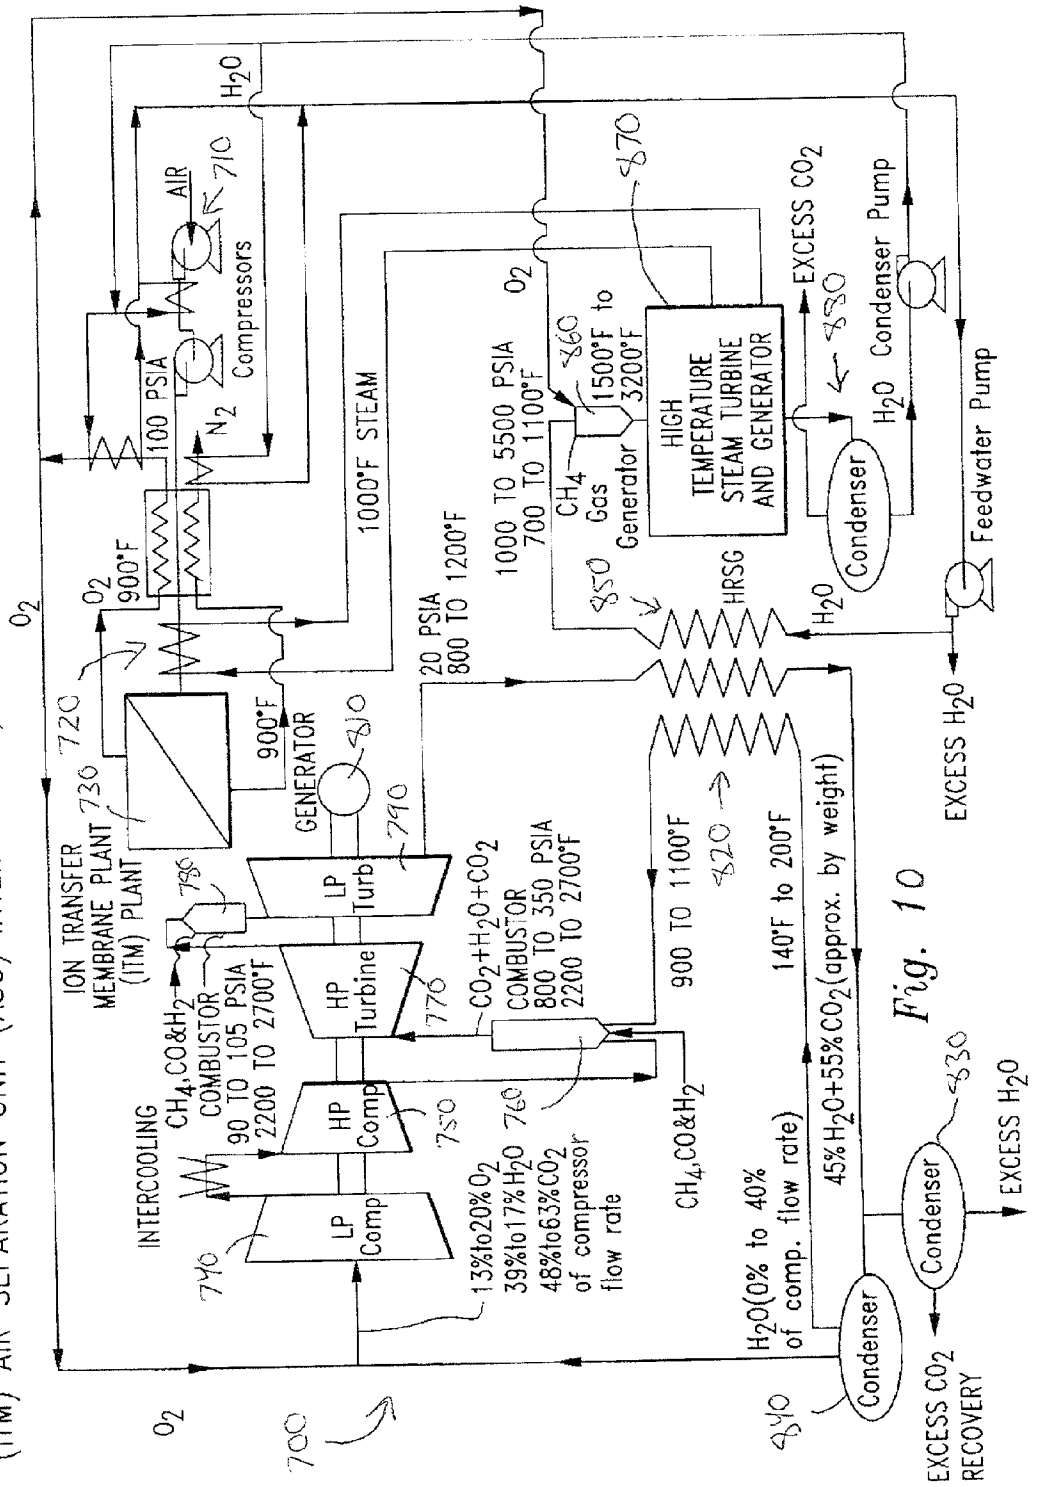 (ITM) AIR SEPARATION UNIT
O2
O2
H2O
AIR
710
Compressors
100 PSIA
N2
O2
900°F
720
ION TRANSFER
MEMBRANE PLANT
(ITM) PLANT
730
900°F
1000°F STEAM
INTERCOOLING
CH4,CO&H2
COMBUSTOR
90 TO 105 PSIA
2200 TO 2700°F
780
GENERATOR
810
740
LP
Comp
HP
Comp
750
HP
Turbine
770
LP
Turb
790
20 PSIA
800 TO 1200°F
1000 TO 5500 PSIA
700 TO 1100°F
O2
CH4
Gas
Generator
860
1500°F to
3200°F
870
HIGH
TEMPERATURE
STEAM TURBINE
AND GENERATOR
EXCESS CO2
880
Condenser
H2O Condenser Pump
Feedwater Pump
850
HRSG
H2O
EXCESS H2O
700
13%to20%O2
39%to17%H2O
48%to63%CO2
of compressor
flow rate
760
CO2+H2O+CO2
COMBUSTOR
800 TO 350 PSIA
2200 TO 2700°F
CH4,CO&H2
900 TO 1100°F
820
140°F to 200°F
H2O(0% to 40%
of comp. flow rate)
45%H2O+55%CO2(approx. by weight)
840
Condenser
Condenser
830
EXCESS CO2
RECOVERY
EXCESS H2O
Fig. 10